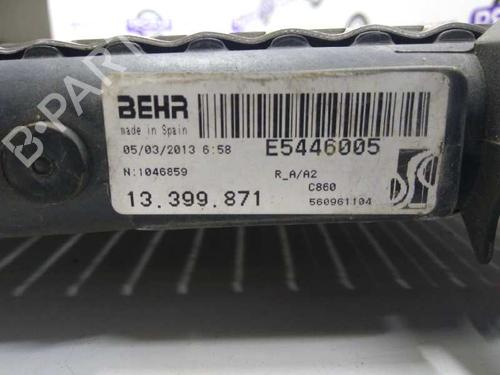 BEHR
made in Spain
05/03/2013 6:58
E5446005
N:1046859
R_A/A2
C860
13.399.871
560961104
B-PARTS